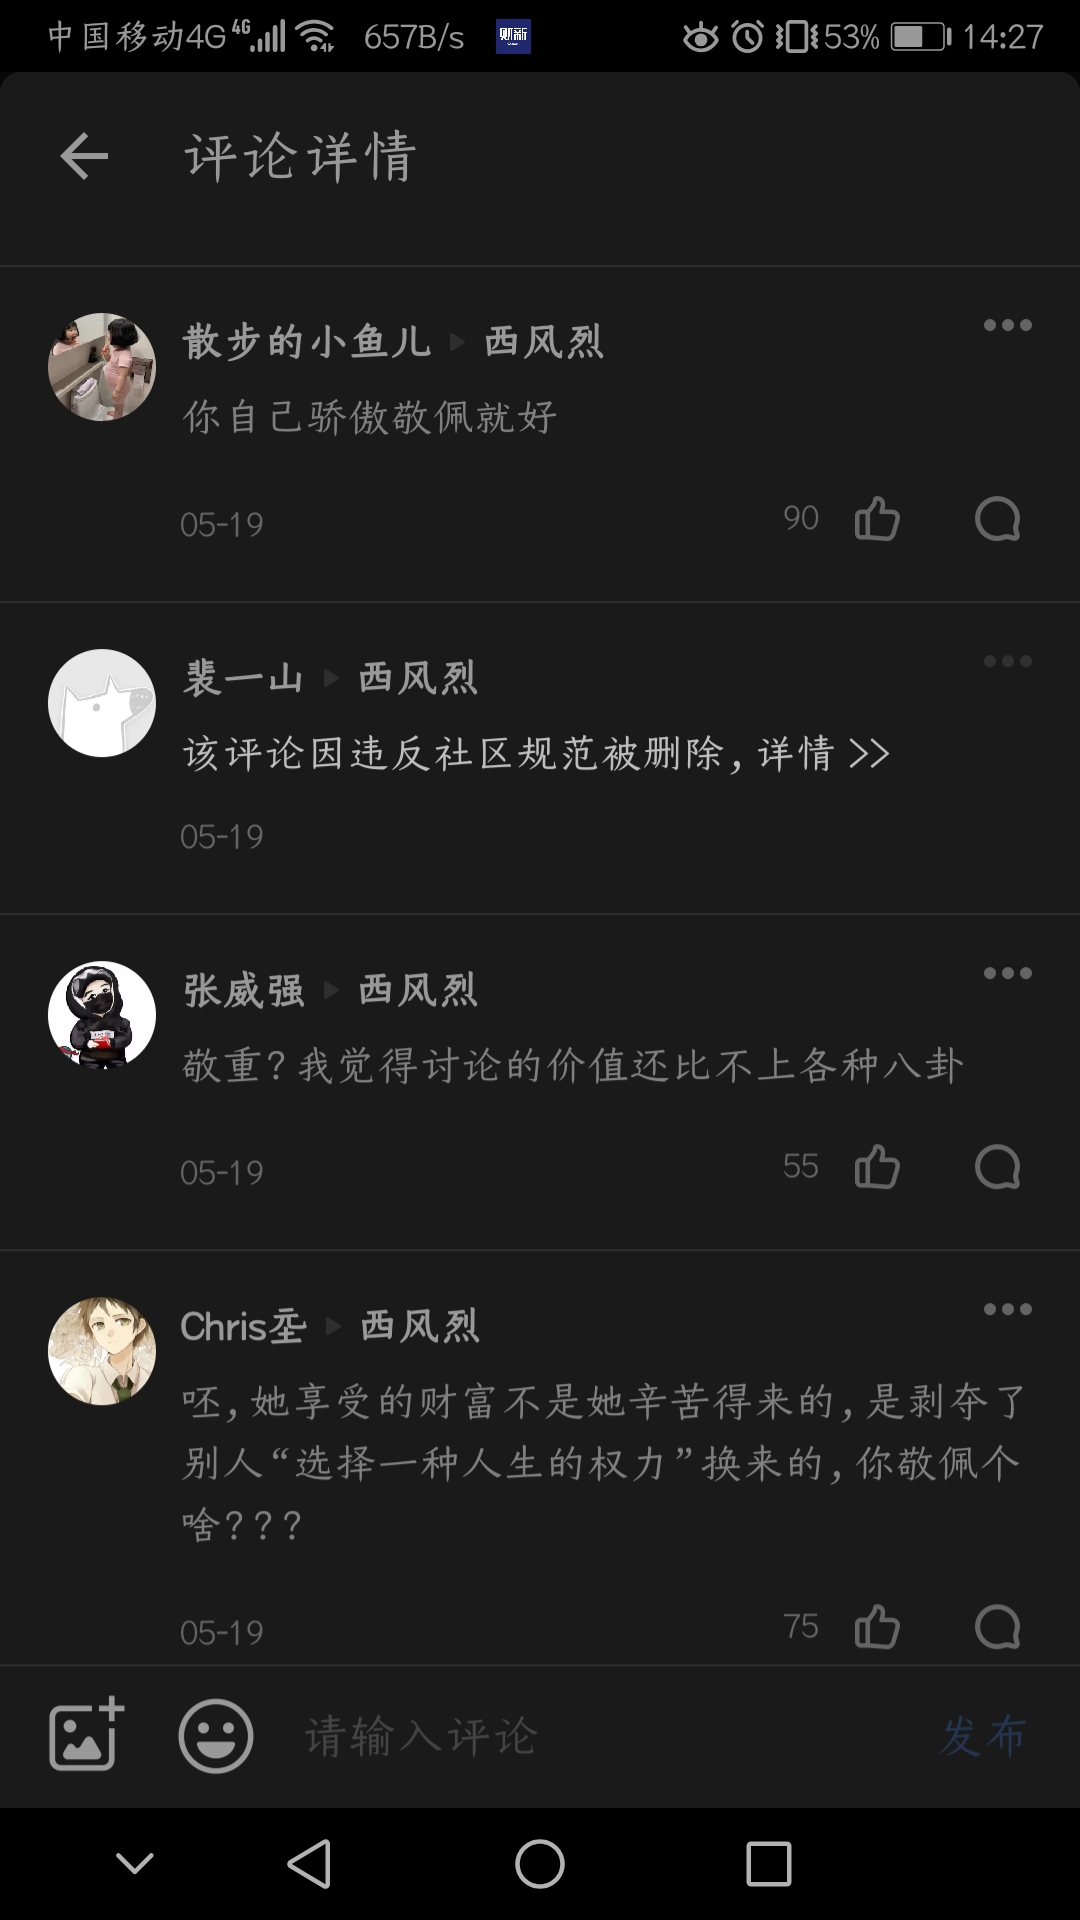 中国移动4G 4G 657B/s 财新 53% 14:27
评论详情
散步的小鱼儿 西风烈
你自己骄傲敬佩就好
05-19 90
裴一山 西风烈
该评论因违反社区规范被删除,详情 >>
05-19
张威强 西风烈
敬重?我觉得讨论的价值还比不上各种八卦
05-19 55
Chris坙 西风烈
呸,她享受的财富不是她辛苦得来的,是剥夺了
别人“选择一种人生的权力”换来的,你敬佩个
啥???
05-19 75
请输入评论 发布